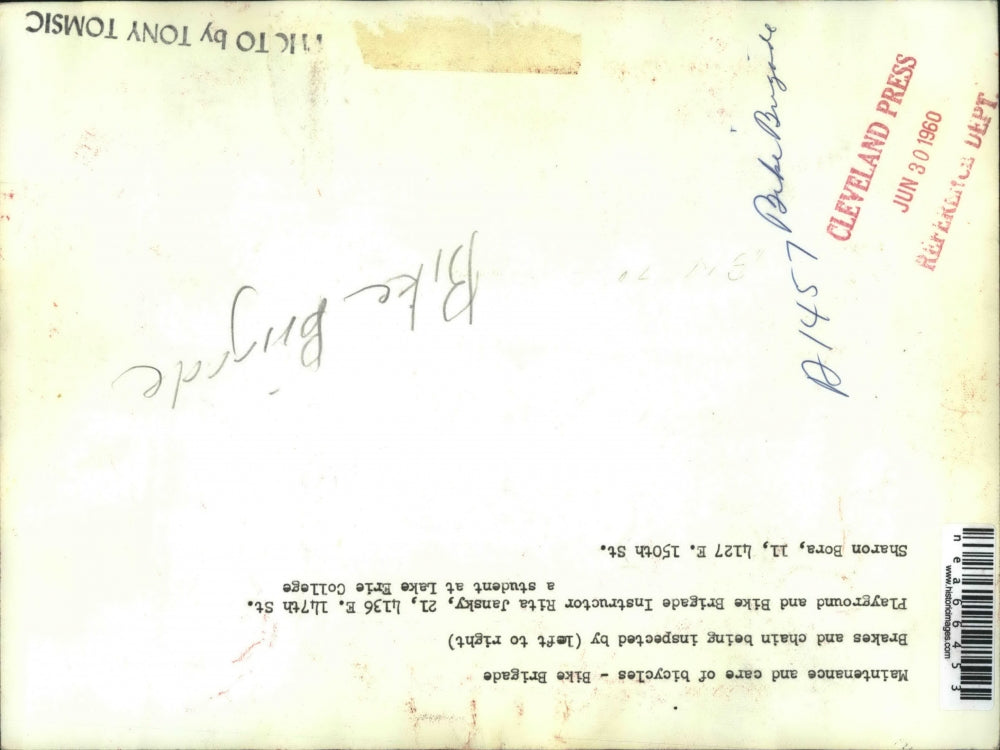 Maintenance and care of bicycles - Bike Brigade
Brakes and chain being inspected by (left to right)
Playground and Bike Brigade Instructor Rita Jansky, 21, 4136 E. 147th St.
a student at Lake Erie College
Sharon Bora, 11, 4127 E. 150th St.
Bike Brigade
PHOTO by TONY TOMSIC
A1457 Bike Brigade
CLEVELAND PRESS
JUN 30 1960
REFERENCE DEPT
www.historicimages.com
nea66453